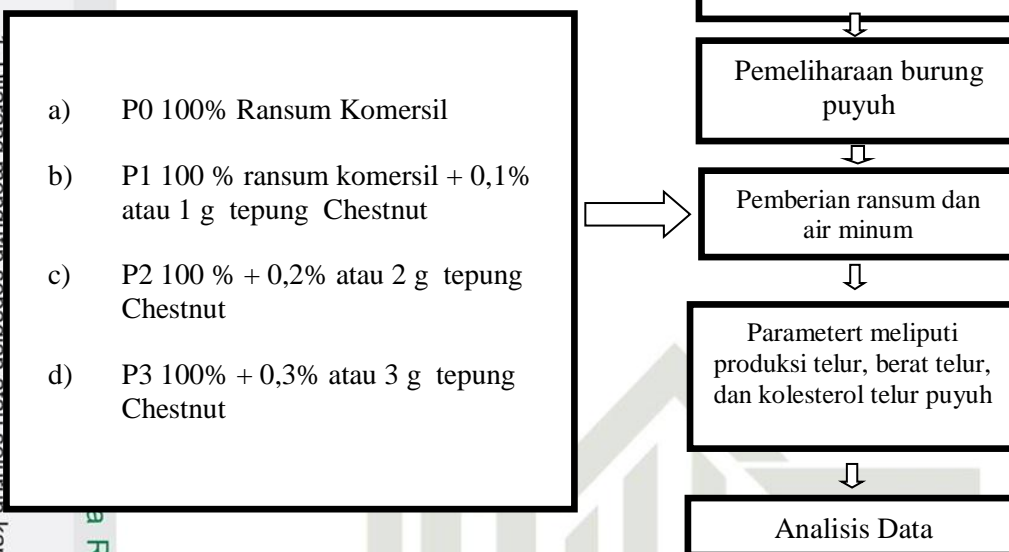 a) P0 100% Ransum Komersil
b) P1 100 % ransum komersil + 0,1%
atau 1 g tepung Chestnut
c) P2 100 % + 0,2% atau 2 g tepung
Chestnut
d) P3 100% + 0,3% atau 3 g tepung
Chestnut
Pemeliharaan burung
puyuh
Pemberian ransum dan
air minum
Parametert meliputi
produksi telur, berat telur,
dan kolesterol telur puyuh
Analisis Data